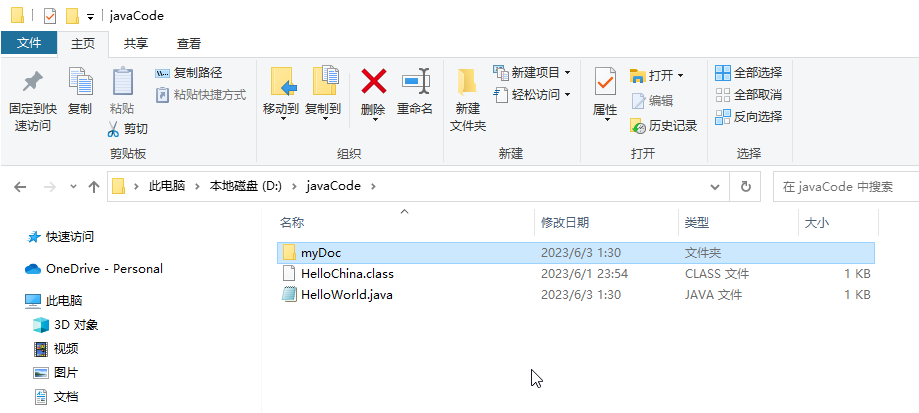 javaCode
文件 主页 共享 查看
固定到快速访问 复制 粘贴 复制路径 粘贴快捷方式 剪切
移动到 复制到 删除 重命名
新建文件夹 新建项目 轻松访问
属性 打开 编辑 历史记录
全部选择 全部取消 反向选择
剪贴板 组织 新建 打开 选择
此电脑 本地磁盘 (D:) javaCode 在 javaCode 中搜索
快速访问
OneDrive - Personal
此电脑
3D 对象
视频
图片
文档
名称 修改日期 类型 大小
myDoc 2023/6/3 1:30 文件夹
HelloChina.class 2023/6/1 23:54 CLASS 文件 1 KB
HelloWorld.java 2023/6/3 1:30 JAVA 文件 1 KB